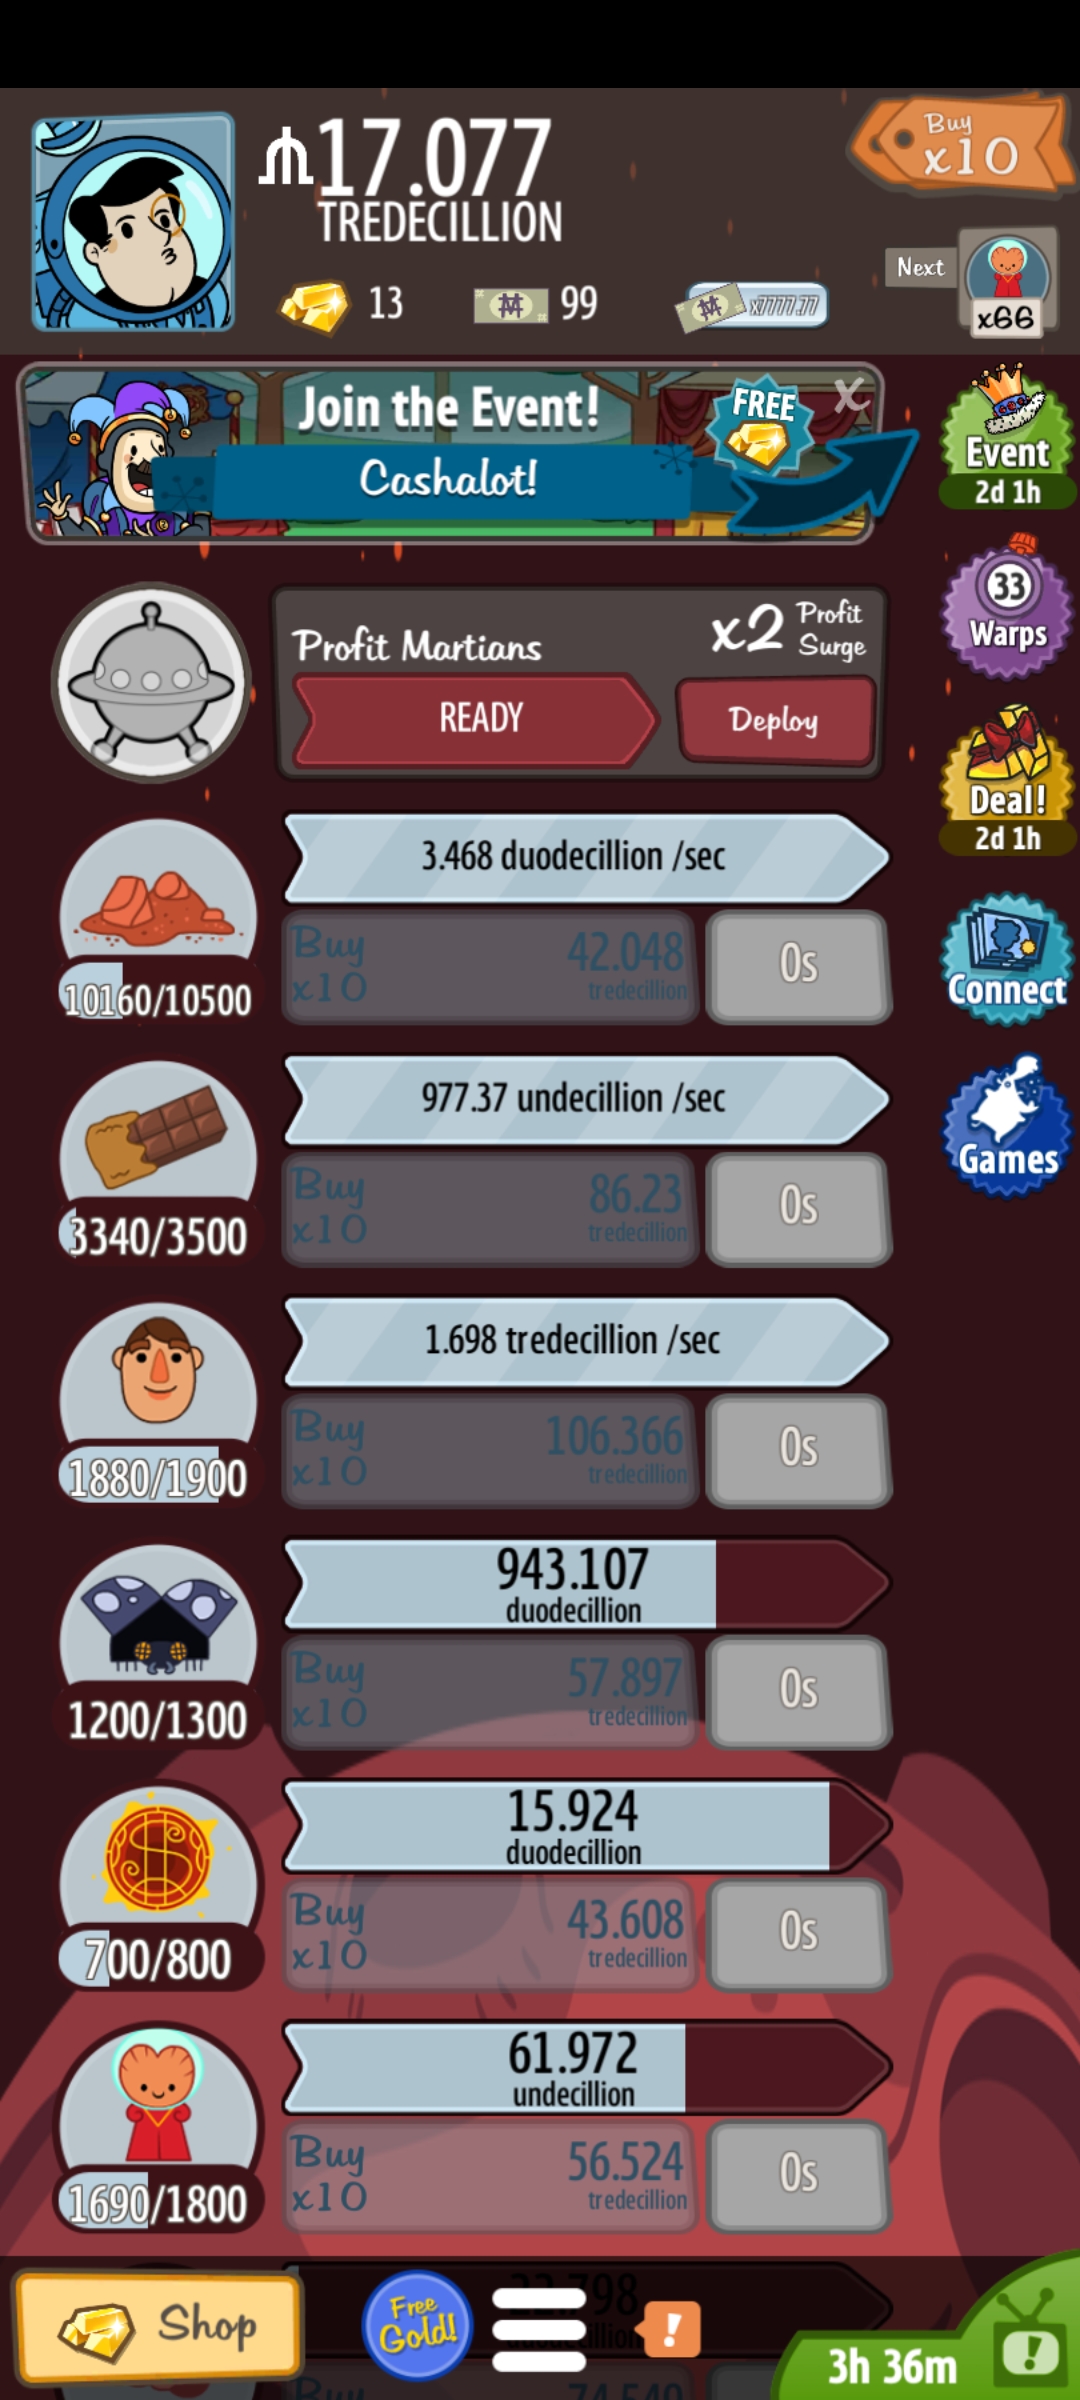 17.077
TREDECILLION
Buy
x10
13
99
x7777.77
Next
x66
Join the Event!
Cashalot!
FREE
X
Event
2d 1h
33
Warps
Profit Martians
x2 Profit
Surge
READY
Deploy
Deal!
2d 1h
3.468 duodecillion /sec
10160/10500
Buy
x10
42.048
tredecillion
0s
Connect
977.37 undecillion /sec
3340/3500
Buy
x10
86.23
tredecillion
0s
Games
1.698 tredecillion /sec
1880/1900
Buy
x10
106.366
tredecillion
0s
943.107
duodecillion
1200/1300
Buy
x10
57.897
tredecillion
0s
15.924
duodecillion
700/800
Buy
x10
43.608
tredecillion
0s
61.972
undecillion
1690/1800
Buy
x10
56.524
tredecillion
0s
Shop
Free
Gold!
!
3h 36m
!
Buy